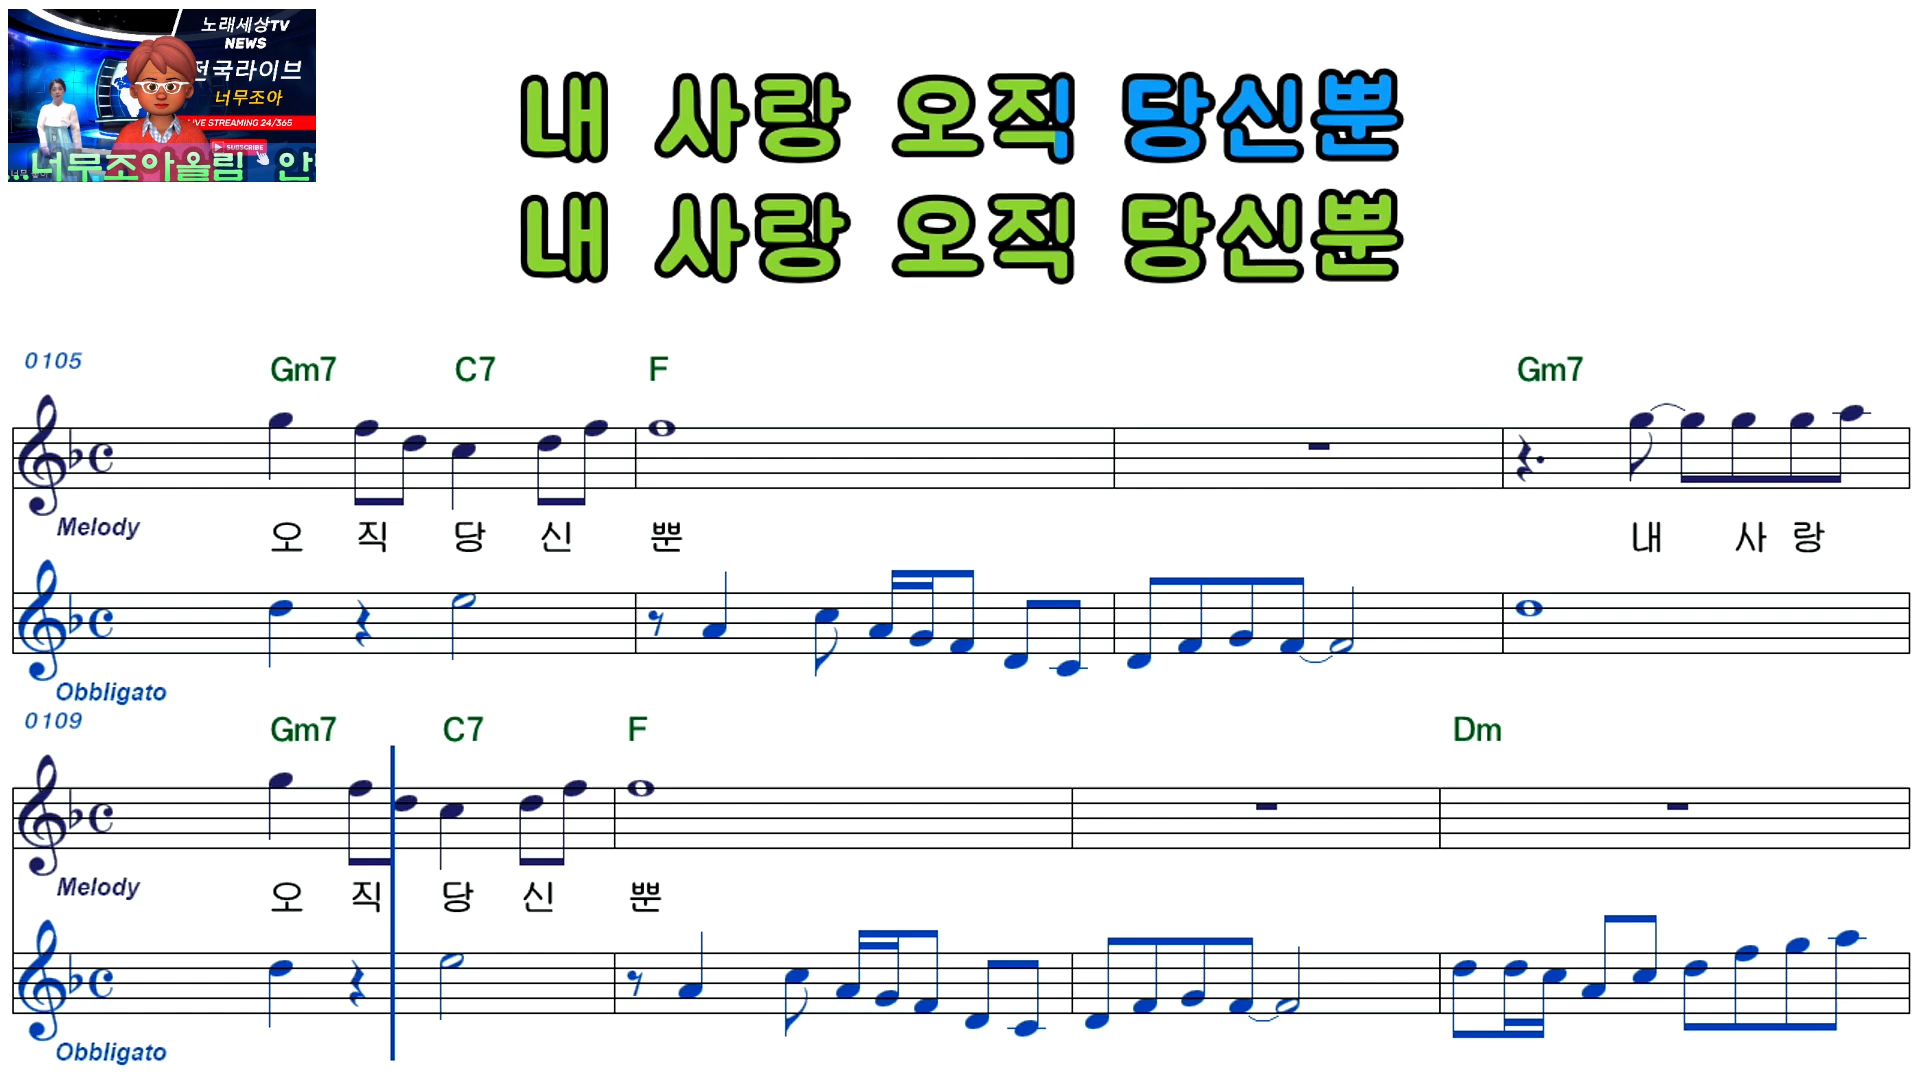 노래세상TV
NEWS
전국라이브
너무조아
LIVE STREAMING 24/365
SUBSCRIBE
...너무조아올림 안
내 사랑 오직 당신뿐
내 사랑 오직 당신뿐
0105
Gm7 C7 F Gm7
Melody
오 직 당 신 뿐 내 사 랑
Obbligato
0109
Gm7 C7 F Dm
Melody
오 직 당 신 뿐
Obbligato